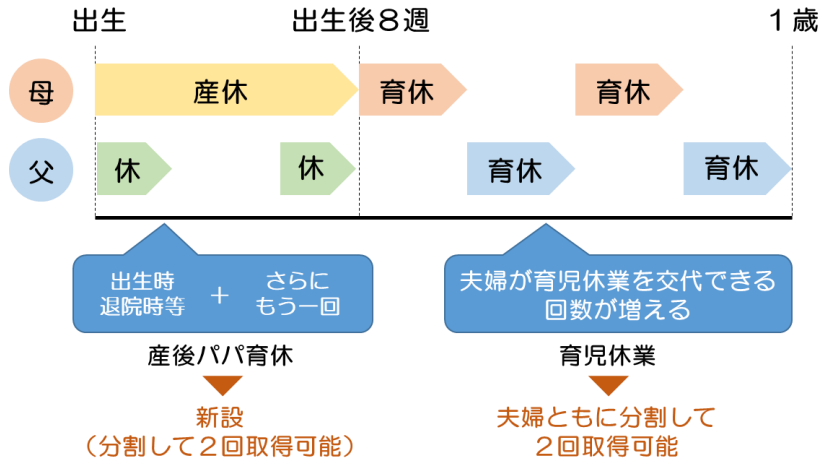 出生
出生後８週
１歳
母
産休
育休
育休
父
休
休
育休
育休
出生時
退院時等
＋
さらに
もう一回
夫婦が育児休業を交代できる
回数が増える
産後パパ育休
育児休業
新設
（分割して２回取得可能）
夫婦ともに分割して
２回取得可能